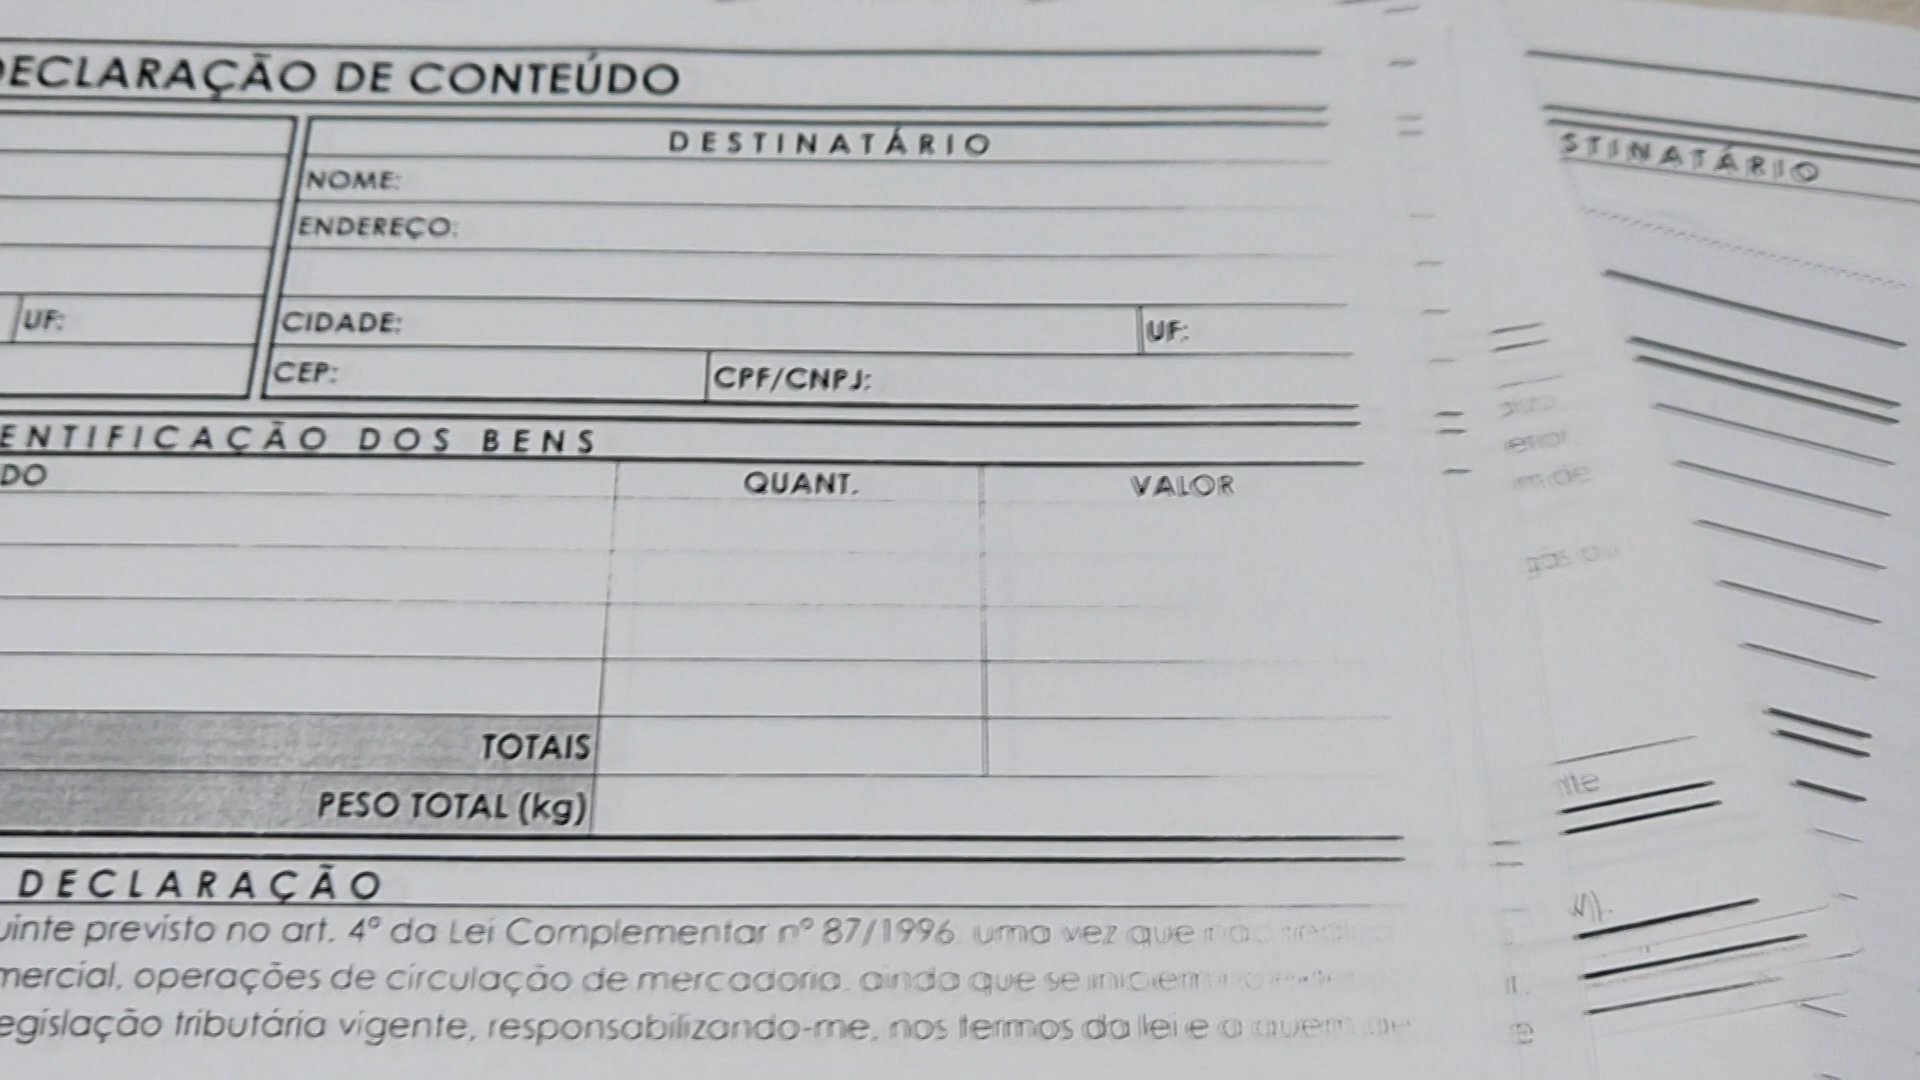 DECLARAÇÃO DE CONTEÚDO
DESTINATÁRIO
NOME:
ENDEREÇO:
UF:
CIDADE:
UF:
CEP:
CPF/CNPJ:
ENTIFICAÇÃO DOS BENS
DO
QUANT.
VALOR
TOTAIS
PESO TOTAL (kg)
DECLARAÇÃO
uinte previsto no art. 4º da Lei Complementar nº 87/1996, uma vez que não
mercial, operações de circulação de mercadoria, ainda que se iniciem
egislação tributária vigente, responsabilizando-me, nos termos da lei e a quem de
STINATÁRIO